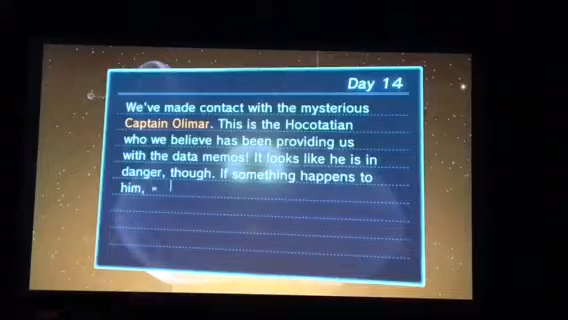 Day 14
We've made contact with the mysterious
Captain Olimar. This is the Hocotatian
who we believe has been providing us
with the data memos! It looks like he is in
danger, though. If something happens to
him,